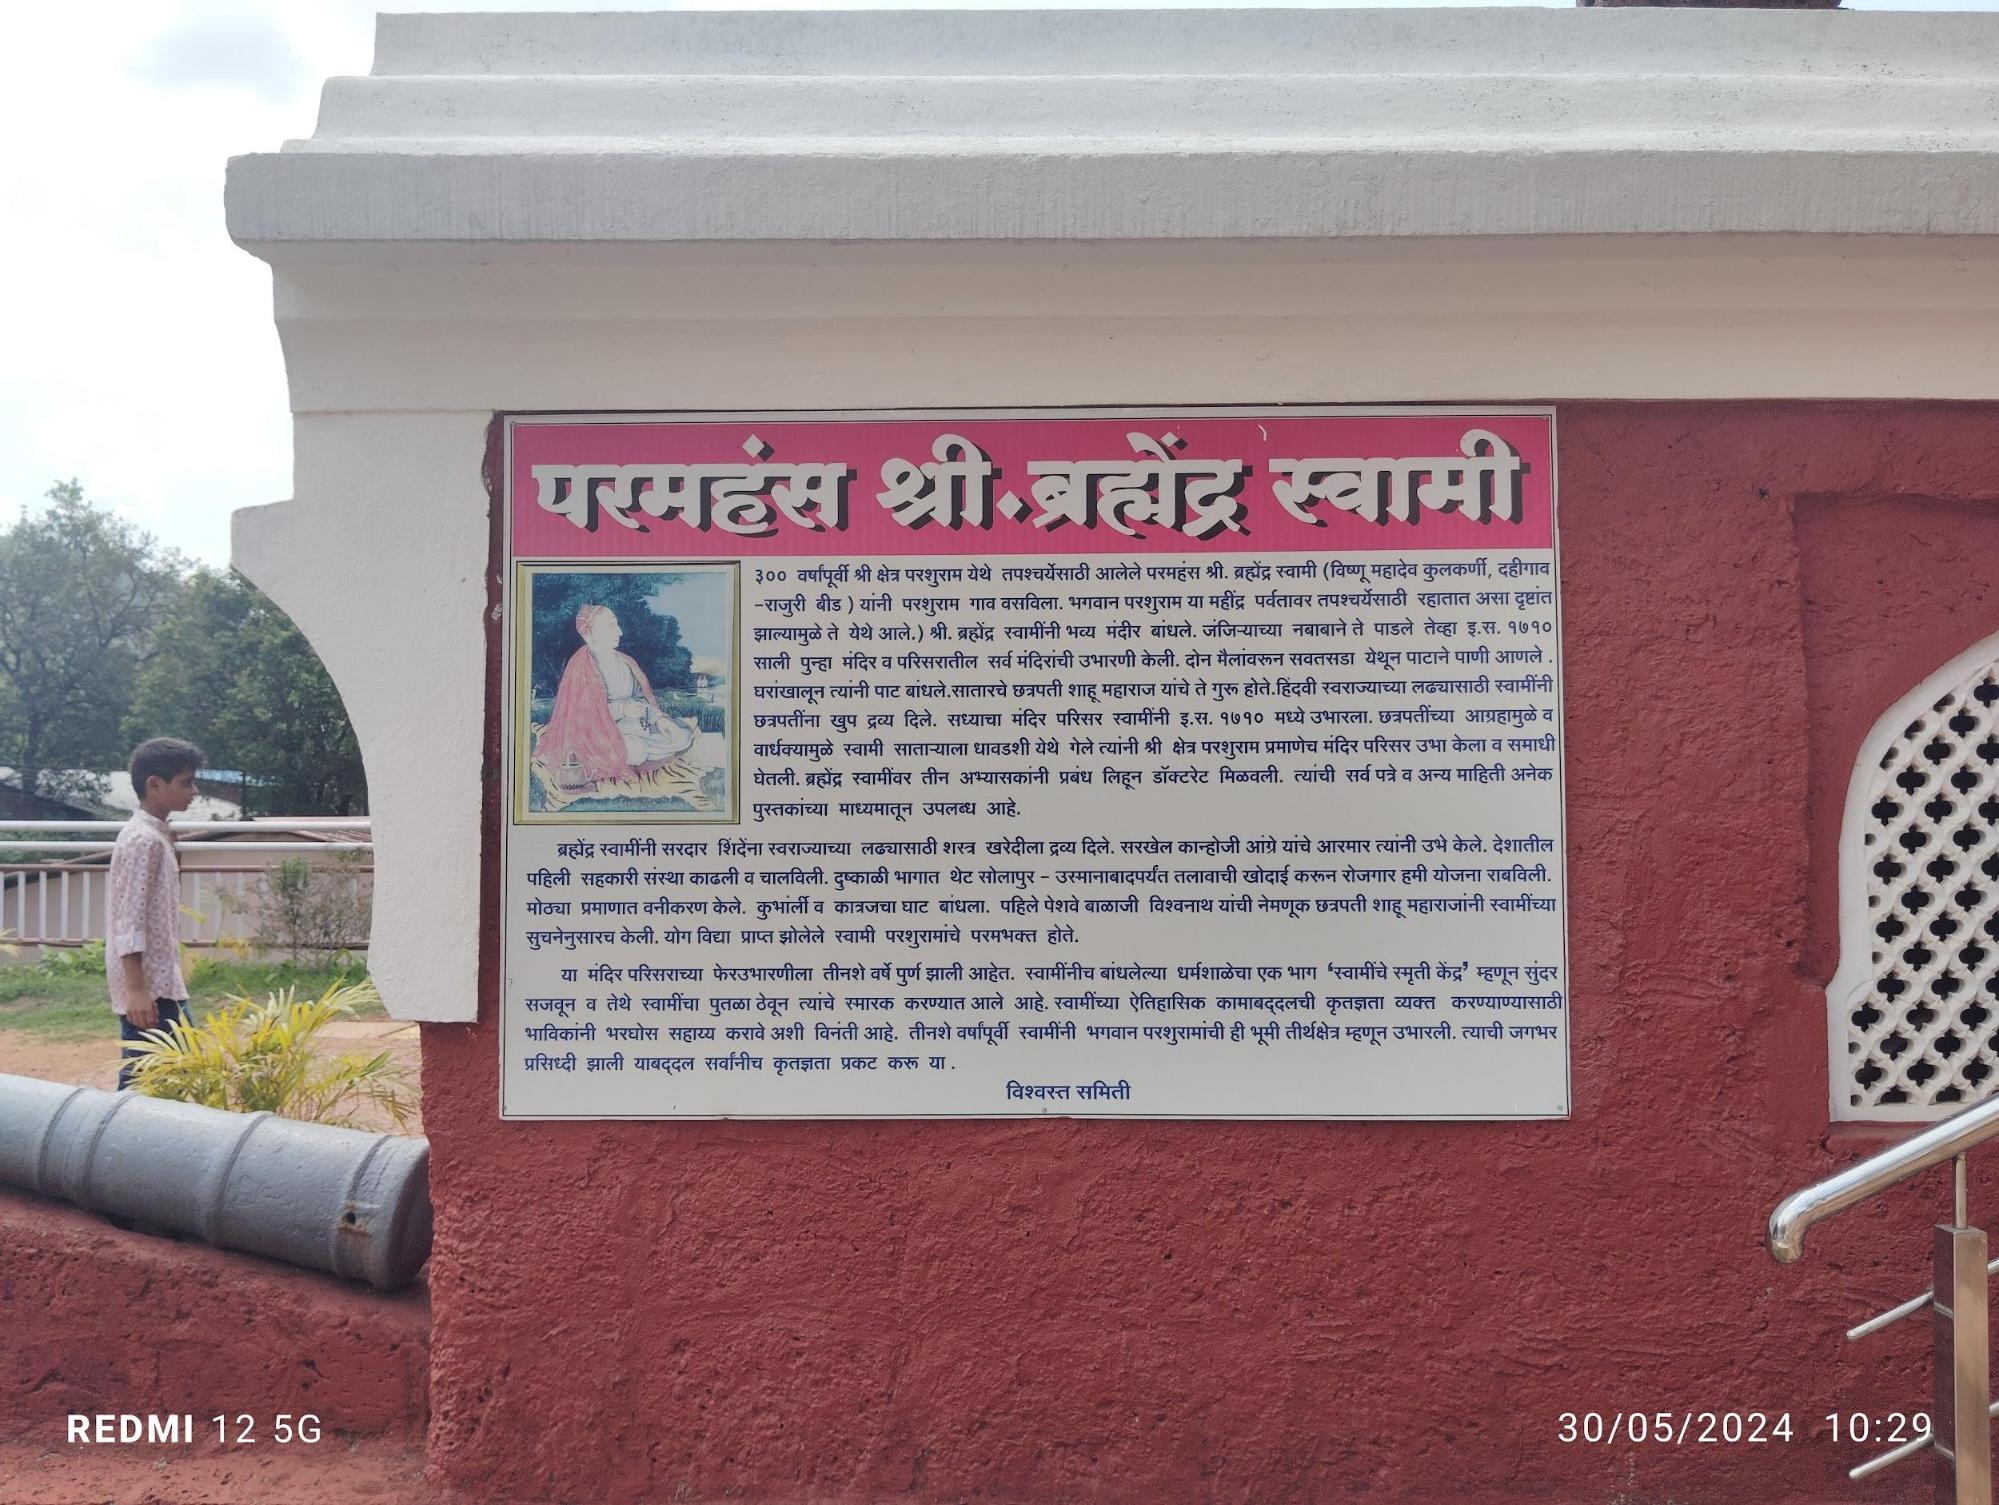 परमहंस श्री.ब्रह्मेंद्र स्वामी
३०० वर्षांपूर्वी श्री क्षेत्र परशुराम येथे तपश्चर्येसाठी आलेले परमहंस श्री. ब्रह्मेंद्र स्वामी (विष्णू महादेव कुलकर्णी, दहीगाव
-राजुरी बीड ) यांनी परशुराम गाव वसविला. भगवान परशुराम या महींद्र पर्वतावर तपश्चर्येसाठी रहातात असा दृष्टांत
झाल्यामुळे ते येथे आले.) श्री. ब्रह्मेंद्र स्वामींनी भव्य मंदीर बांधले. जंजिऱ्याच्या नबाबाने ते पाडले तेव्हा इ.स. १७१०
साली पुन्हा मंदिर व परिसरातील सर्व मंदिरांची उभारणी केली. दोन मैलांवरून सवतसडा येथून पाटाने पाणी आणले .
घरांखालून त्यांनी पाट बांधले.सातारचे छत्रपती शाहू महाराज यांचे ते गुरू होते.हिंदवी स्वराज्याच्या लढ्यासाठी स्वामींनी
छत्रपतींना खुप द्रव्य दिले. सध्याचा मंदिर परिसर स्वामींनी इ.स. १७१० मध्ये उभारला. छत्रपतींच्या आग्रहामुळे व
वार्धक्यामुळे स्वामी साताऱ्याला धावडशी येथे गेले त्यांनी श्री क्षेत्र परशुराम प्रमाणेच मंदिर परिसर उभा केला व समाधी
घेतली. ब्रह्मेंद्र स्वामींवर तीन अभ्यासकांनी प्रबंध लिहून डॉक्टरेट मिळवली. त्यांची सर्व पत्रे व अन्य माहिती अनेक
पुस्तकांच्या माध्यमातून उपलब्ध आहे.
ब्रह्मेंद्र स्वामींनी सरदार शिंदेंना स्वराज्याच्या लढ्यासाठी शस्त्र खरेदीला द्रव्य दिले. सरखेल कान्होजी आंग्रे यांचे आरमार त्यांनी उभे केले. देशातील
पहिली सहकारी संस्था काढली व चालविली. दुष्काळी भागात थेट सोलापुर - उस्मानाबादपर्यंत तलावाची खोदाई करून रोजगार हमी योजना राबविली.
मोठ्या प्रमाणात वनीकरण केले. कुभांर्ली व कात्रजचा घाट बांधला. पहिले पेशवे बाळाजी विश्वनाथ यांची नेमणूक छत्रपती शाहू महाराजांनी स्वामींच्या
सुचनेनुसारच केली. योग विद्या प्राप्त झोलेले स्वामी परशुरामांचे परमभक्त होते.
या मंदिर परिसराच्या फेरउभारणीला तीनशे वर्षे पुर्ण झाली आहेत. स्वामींनीच बांधलेल्या धर्मशाळेचा एक भाग 'स्वामींचे स्मृती केंद्र' म्हणून सुंदर
सजवून व तेथे स्वामींचा पुतळा ठेवून त्यांचे स्मारक करण्यात आले आहे. स्वामींच्या ऐतिहासिक कामाबद्दलची कृतज्ञता व्यक्त करण्याण्यासाठी
भाविकांनी भरघोस सहाय्य करावे अशी विनंती आहे. तीनशे वर्षांपूर्वी स्वामींनी भगवान परशुरामांची ही भूमी तीर्थक्षेत्र म्हणून उभारली. त्याची जगभर
प्रसिध्दी झाली याबद्दल सर्वांनीच कृतज्ञता प्रकट करू या .
विश्वस्त समिती
REDMI 12 5G
30/05/2024 10:29